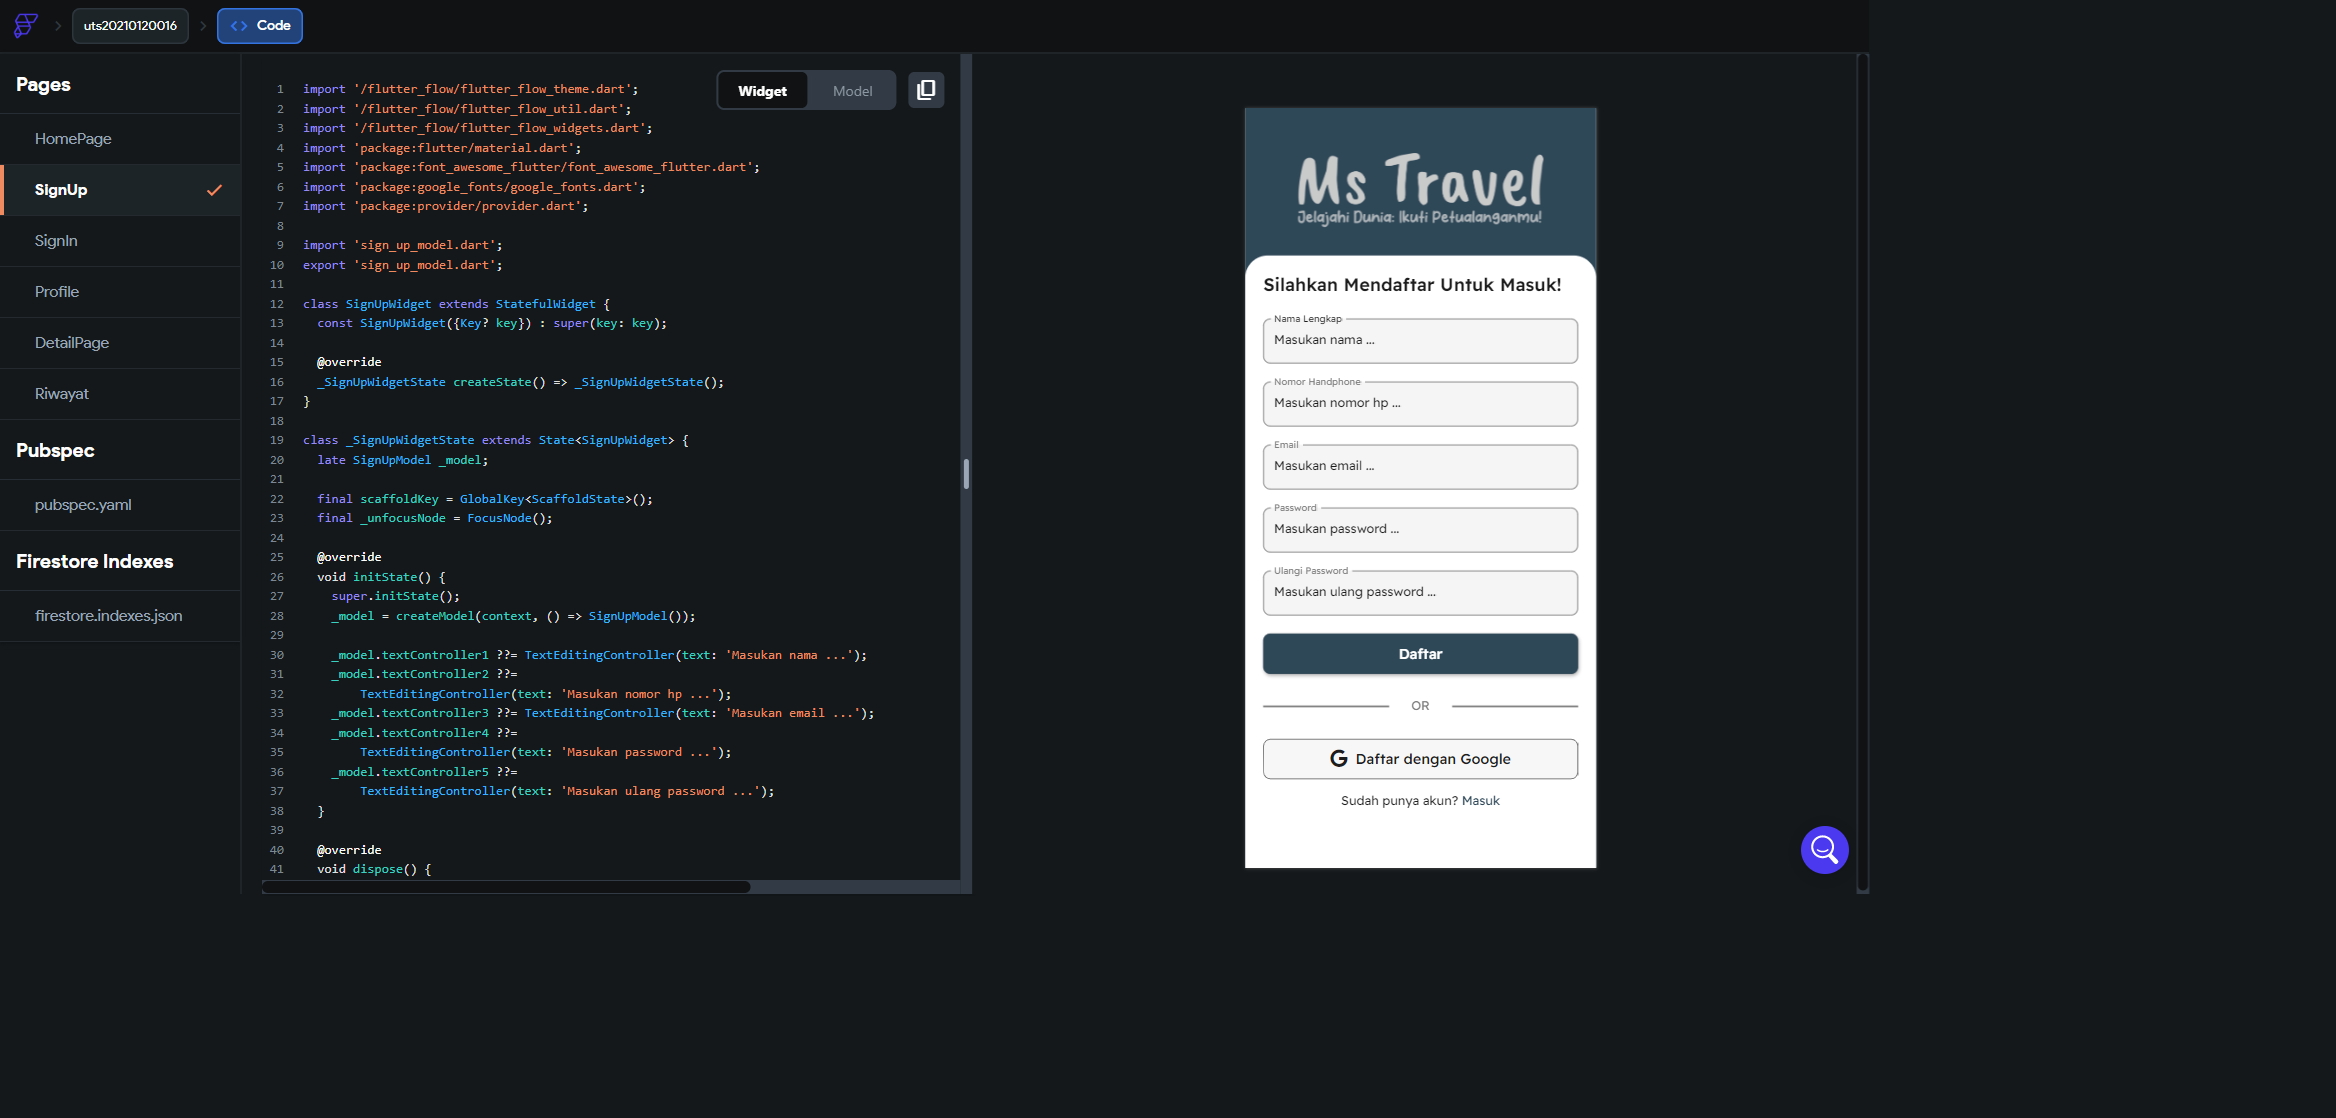 uts20210120016
<> Code
Pages
HomePage
SignUp
SignIn
Profile
DetailPage
Riwayat
Pubspec
pubspec.yaml
Firestore Indexes
firestore.indexes.json
Widget
Model
1 import '/flutter_flow/flutter_flow_theme.dart';
2 import '/flutter_flow/flutter_flow_util.dart';
3 import '/flutter_flow/flutter_flow_widgets.dart';
4 import 'package:flutter/material.dart';
5 import 'package:font_awesome_flutter/font_awesome_flutter.dart';
6 import 'package:google_fonts/google_fonts.dart';
7 import 'package:provider/provider.dart';
8
9 import 'sign_up_model.dart';
10 export 'sign_up_model.dart';
11
12 class SignUpWidget extends StatefulWidget {
13 const SignUpWidget({Key? key}) : super(key: key);
14
15 @override
16 _SignUpWidgetState createState() => _SignUpWidgetState();
17 }
18
19 class _SignUpWidgetState extends State<SignUpWidget> {
20 late SignUpModel _model;
21
22 final scaffoldKey = GlobalKey<ScaffoldState>();
23 final _unfocusNode = FocusNode();
24
25 @override
26 void initState() {
27 super.initState();
28 _model = createModel(context, () => SignUpModel());
29
30 _model.textController1 ??= TextEditingController(text: 'Masukan nama ...');
31 _model.textController2 ??=
32 TextEditingController(text: 'Masukan nomor hp ...');
33 _model.textController3 ??= TextEditingController(text: 'Masukan email ...');
34 _model.textController4 ??=
35 TextEditingController(text: 'Masukan password ...');
36 _model.textController5 ??=
37 TextEditingController(text: 'Masukan ulang password ...');
38 }
39
40 @override
41 void dispose() {
Ms Travel
Jelajahi Dunia: Ikuti Petualanganmu!
Silahkan Mendaftar Untuk Masuk!
Nama Lengkap
Masukan nama ...
Nomor Handphone
Masukan nomor hp ...
Email
Masukan email ...
Password
Masukan password ...
Ulangi Password
Masukan ulang password ...
Daftar
OR
G Daftar dengan Google
Sudah punya akun? Masuk